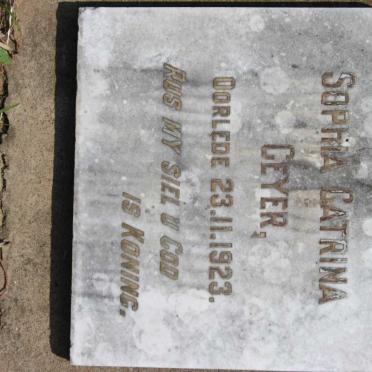 SOPHIA CATRINA
GEYER,
OORLEDE 23.11.1923.
RUS MY SIEL U GOD
IS KONING,